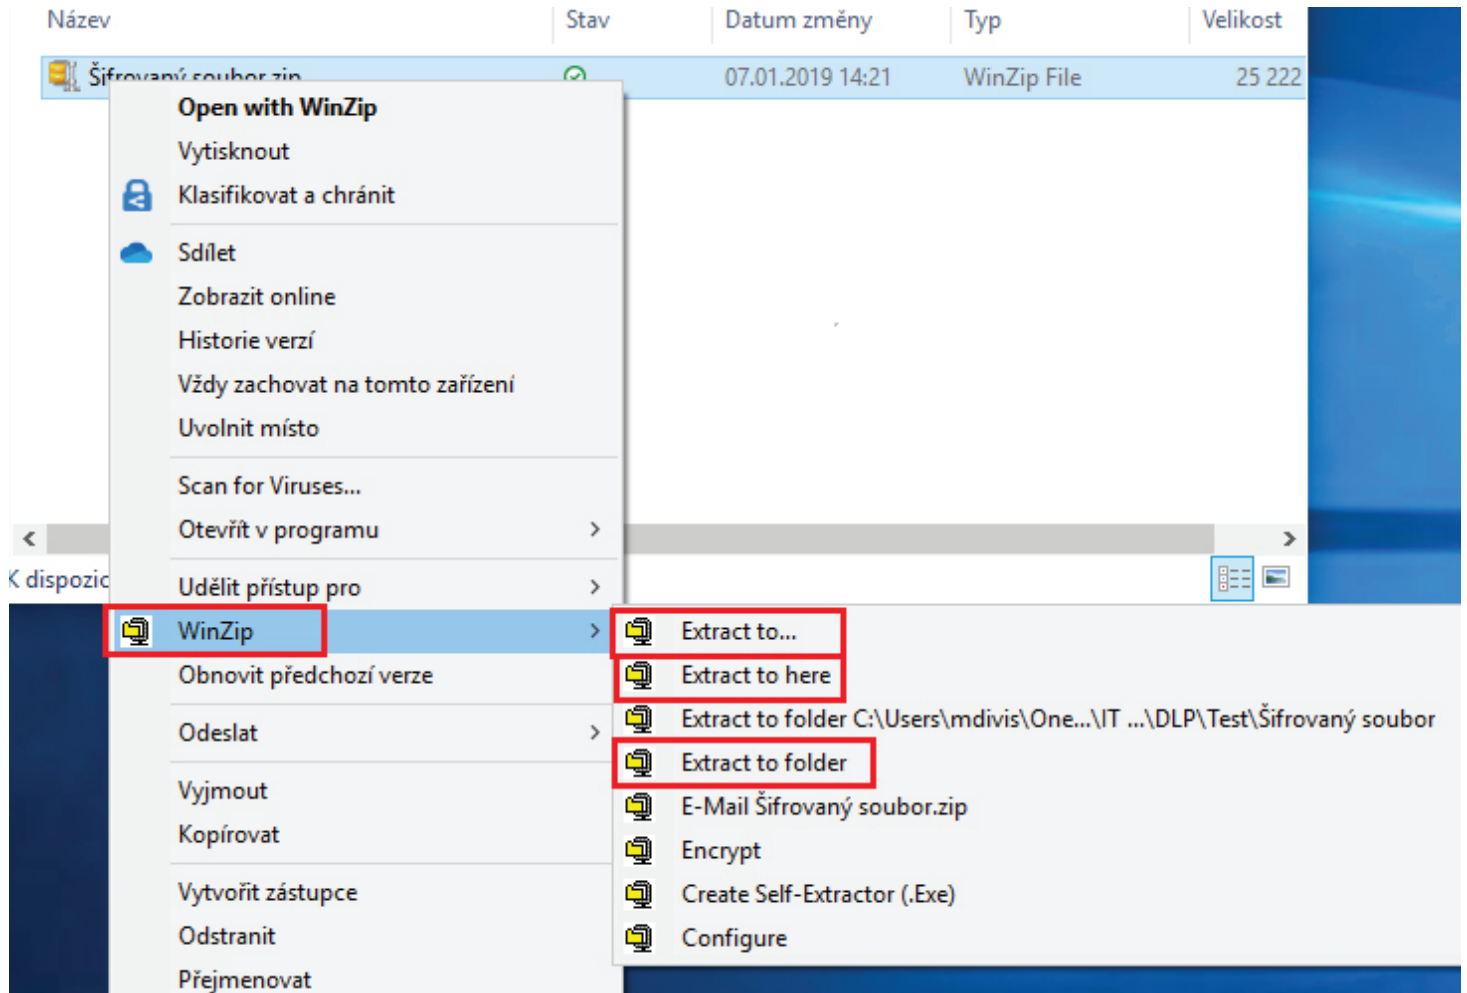 Název Stav Datum změny Typ Velikost
Šifrovaný soubor.zip 07.01.2019 14:21 WinZip File 25 222
Open with WinZip
Vytisknout
Klasifikovat a chránit
Sdílet
Zobrazit online
Historie verzí
Vždy zachovat na tomto zařízení
Uvolnit místo
Scan for Viruses...
Otevřít v programu
K dispozic
Udělit přístup pro
WinZip
Obnovit předchozí verze
Odeslat
Vyjmout
Kopírovat
Vytvořit zástupce
Odstranit
Přejmenovat
Extract to...
Extract to here
Extract to folder C:\Users\mdivis\One...\IT ...\DLP\Test\Šifrovaný soubor
Extract to folder
E-Mail Šifrovaný soubor.zip
Encrypt
Create Self-Extractor (.Exe)
Configure